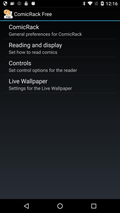 12:16
ComicRack Free
ComicRack
General preferences for ComicRack
Reading and display
Set how to read comics
Controls
Set control options for the reader
Live Wallpaper
Settings for the Live Wallpaper